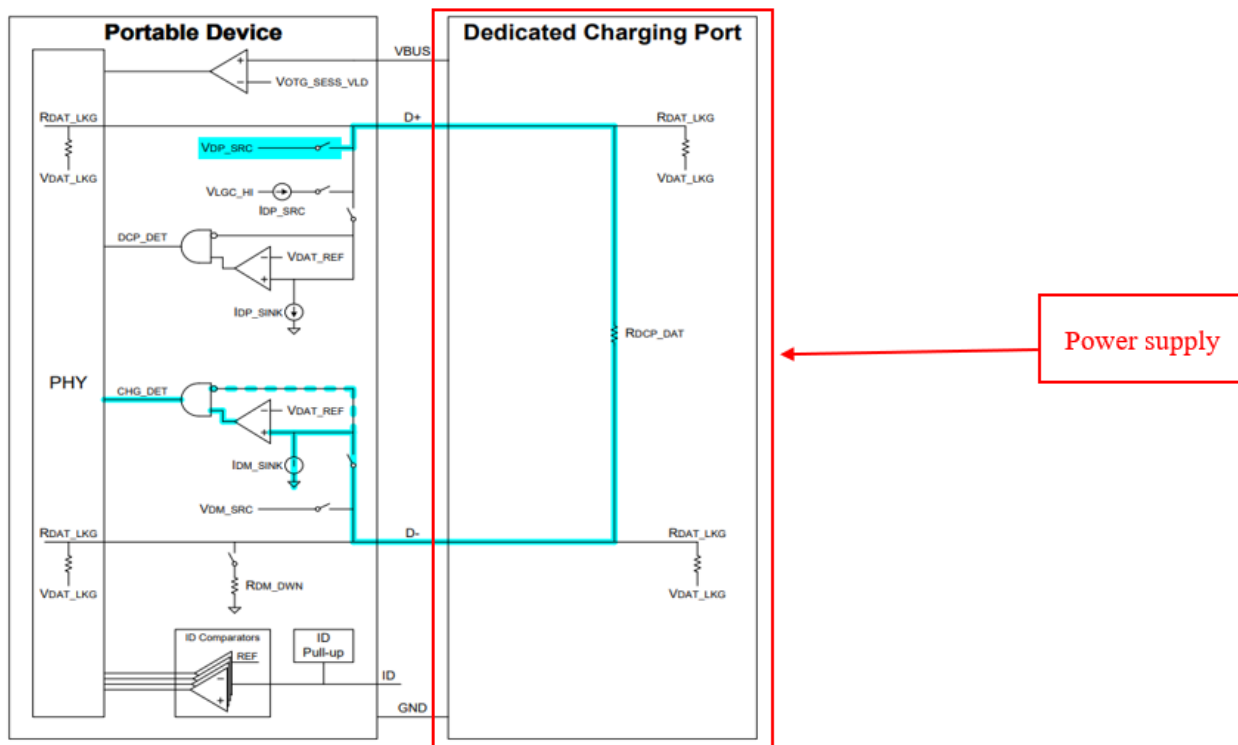 Portable Device
Dedicated Charging Port
VBUS
VOTG_SESS_VLD
RDAT_LKG
D+
RDAT_LKG
VDP_SRC
VDAT_LKG
VDAT_LKG
VLGC_HI
IDP_SRC
DCP_DET
VDAT_REF
IDP_SINK
RDCP_DAT
Power supply
PHY
CHG_DET
VDAT_REF
IDM_SINK
VDM_SRC
RDAT_LKG
D-
RDAT_LKG
RDM_DWN
VDAT_LKG
VDAT_LKG
ID Comparators
REF
ID
Pull-up
ID
GND